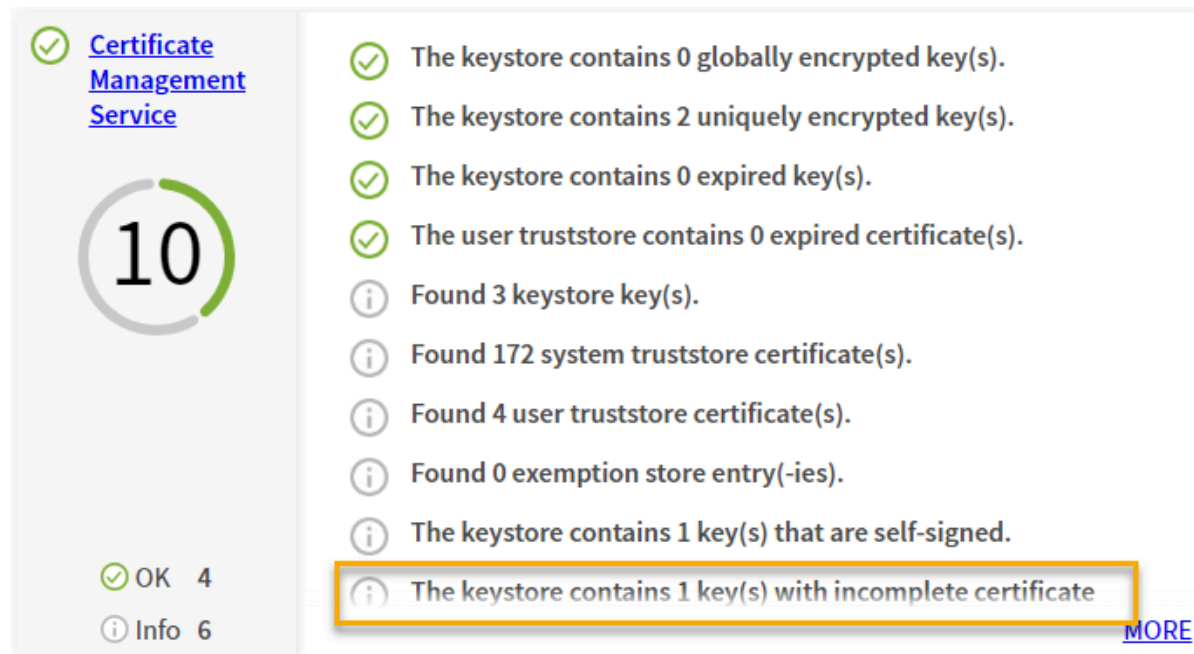 Certificate
Management
Service
10
OK 4
Info 6
The keystore contains 0 globally encrypted key(s).
The keystore contains 2 uniquely encrypted key(s).
The keystore contains 0 expired key(s).
The user truststore contains 0 expired certificate(s).
Found 3 keystore key(s).
Found 172 system truststore certificate(s).
Found 4 user truststore certificate(s).
Found 0 exemption store entry(-ies).
The keystore contains 1 key(s) that are self-signed.
The keystore contains 1 key(s) with incomplete certificate
MORE